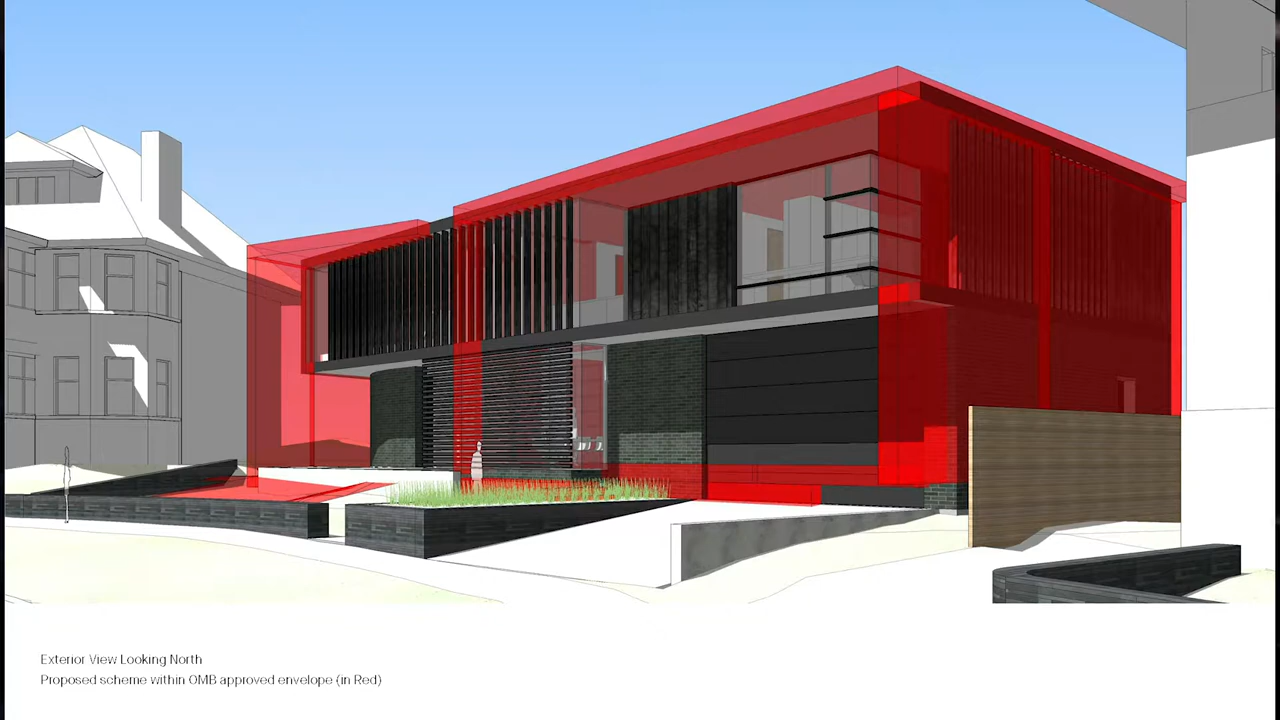 Exterior View Looking North
Proposed scheme within OMB approved envelope (in Red)